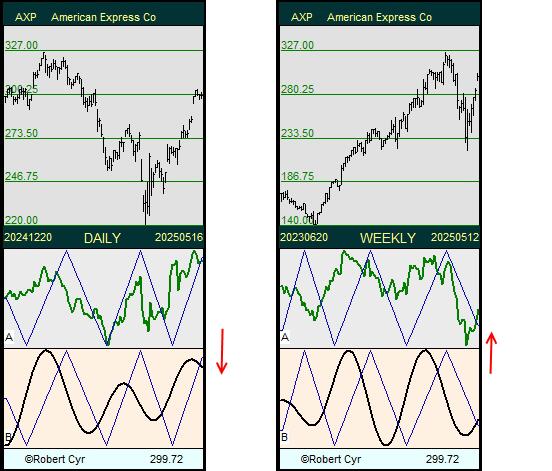 AXP American Express Co
327.00
300.25
273.50
246.75
220.00
20241220 DAILY 20250516
A
B
©Robert Cyr 299.72
AXP American Express Co
327.00
280.25
233.50
186.75
140.00
20230620 WEEKLY 20250512
A
B
©Robert Cyr 299.72